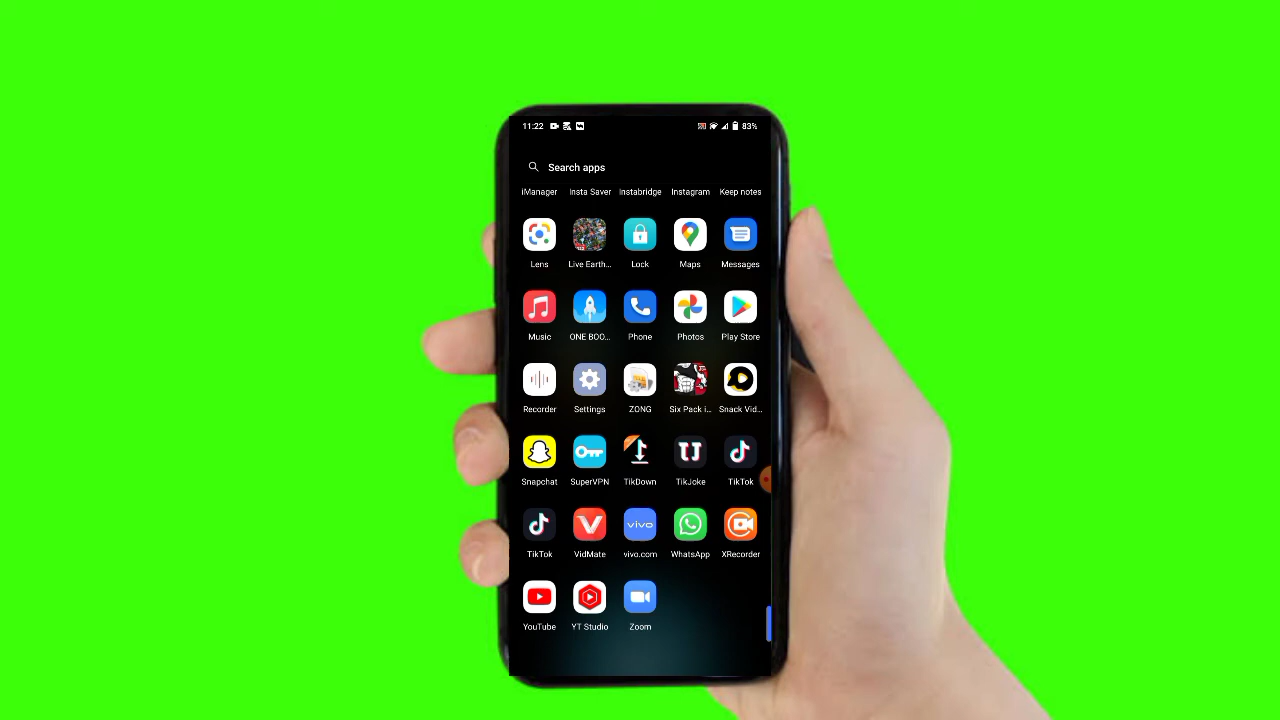 11:22 83%
Search apps
iManager Insta Saver Instabridge Instagram Keep notes
Lens Live Earth... Lock Maps Messages
Music ONE BOO... Phone Photos Play Store
Recorder Settings ZONG Six Pack i... Snack Vid...
Snapchat SuperVPN TikDown TikJoke TikTok
vivo
TikTok VidMate vivo.com WhatsApp XRecorder
YouTube YT Studio Zoom